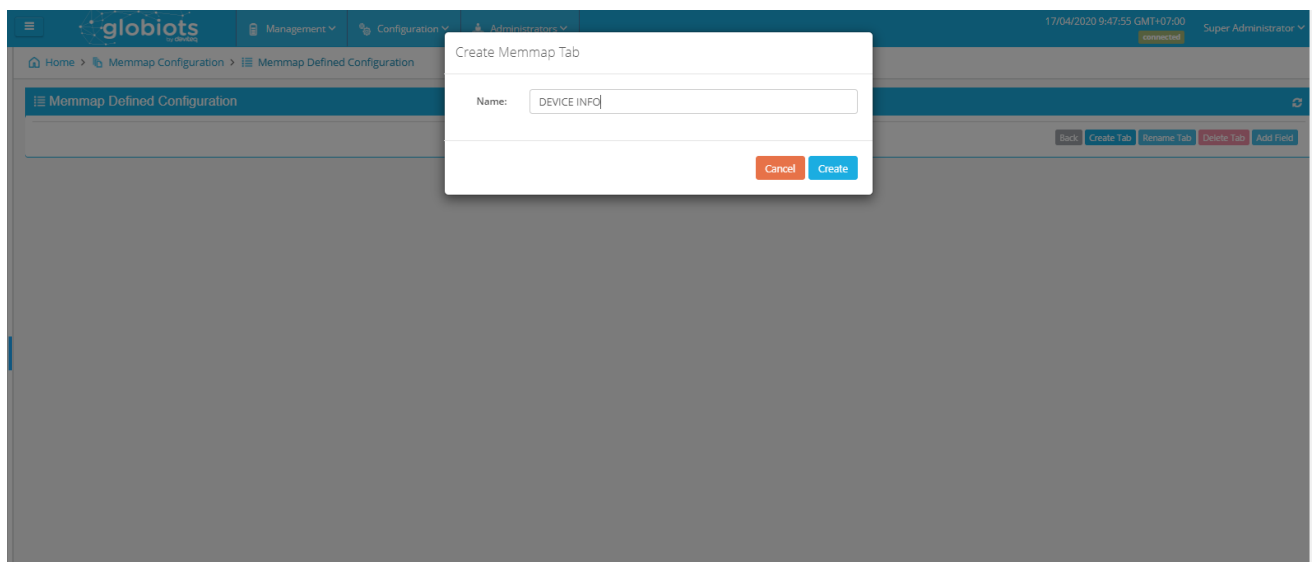 globiots
by deviteq
Management
Configuration
Administrators
17/04/2020 9:47:55 GMT+07:00
connected
Super Administrator
Home > Memmap Configuration > Memmap Defined Configuration
Create Memmap Tab
Memmap Defined Configuration
Name: DEVICE INFO
Back Create Tab Rename Tab Delete Tab Add Field
Cancel Create